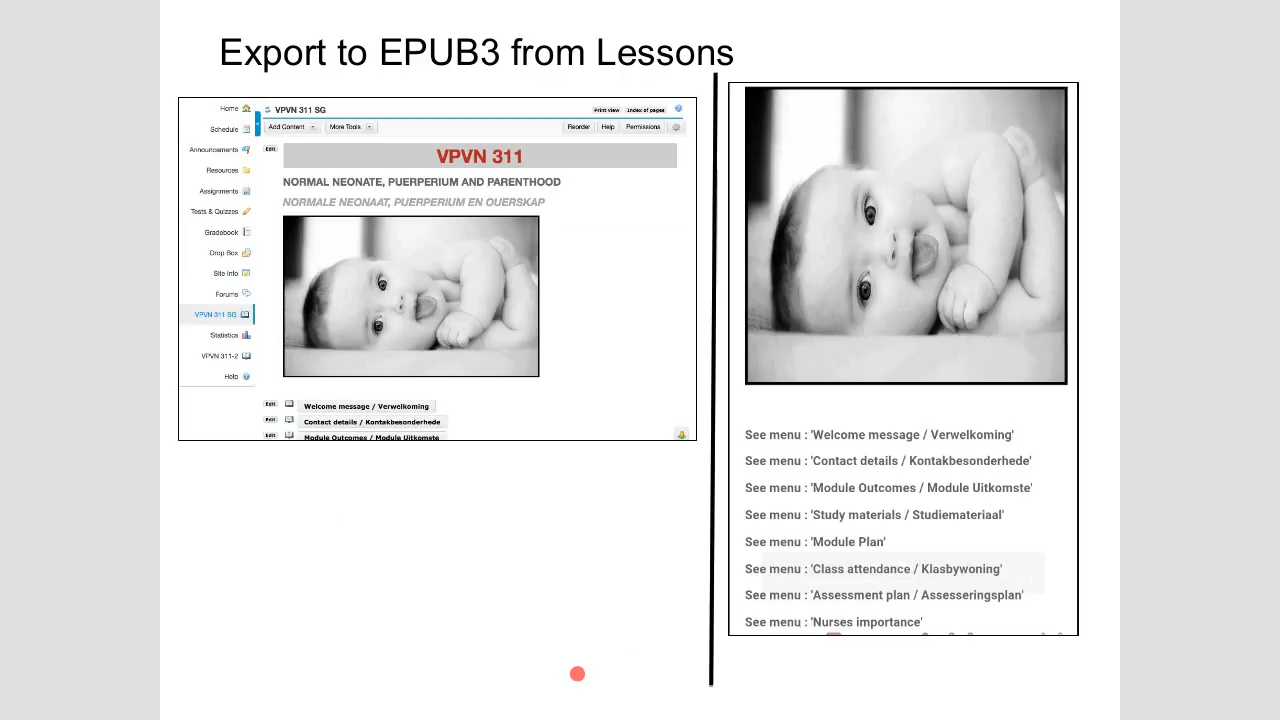 Export to EPUB3 from Lessons
Home
Schedule
Announcements
Resources
Assignments
Tests & Quizzes
Gradebook
Drop Box
Site Info
Forums
VPVN 311 SG
Statistics
VPVN 311-2
Help
VPVN 311 SG
Print view
Index of pages
Add Content
More Tools
Reorder
Help
Permissions
Edit
VPVN 311
NORMAL NEONATE, PUERPERIUM AND PARENTHOOD
NORMALE NEONAAT, PUERPERIUM EN OUERSKAP
Edit
Welcome message / Verwelkoming
Edit
Contact details / Kontakbesonderhede
Edit
Module Outcomes / Module Uitkomste
See menu : 'Welcome message / Verwelkoming'
See menu : 'Contact details / Kontakbesonderhede'
See menu : 'Module Outcomes / Module Uitkomste'
See menu : 'Study materials / Studiemateriaal'
See menu : 'Module Plan'
See menu : 'Class attendance / Klasbywoning'
See menu : 'Assessment plan / Assesseringsplan'
See menu : 'Nurses importance'